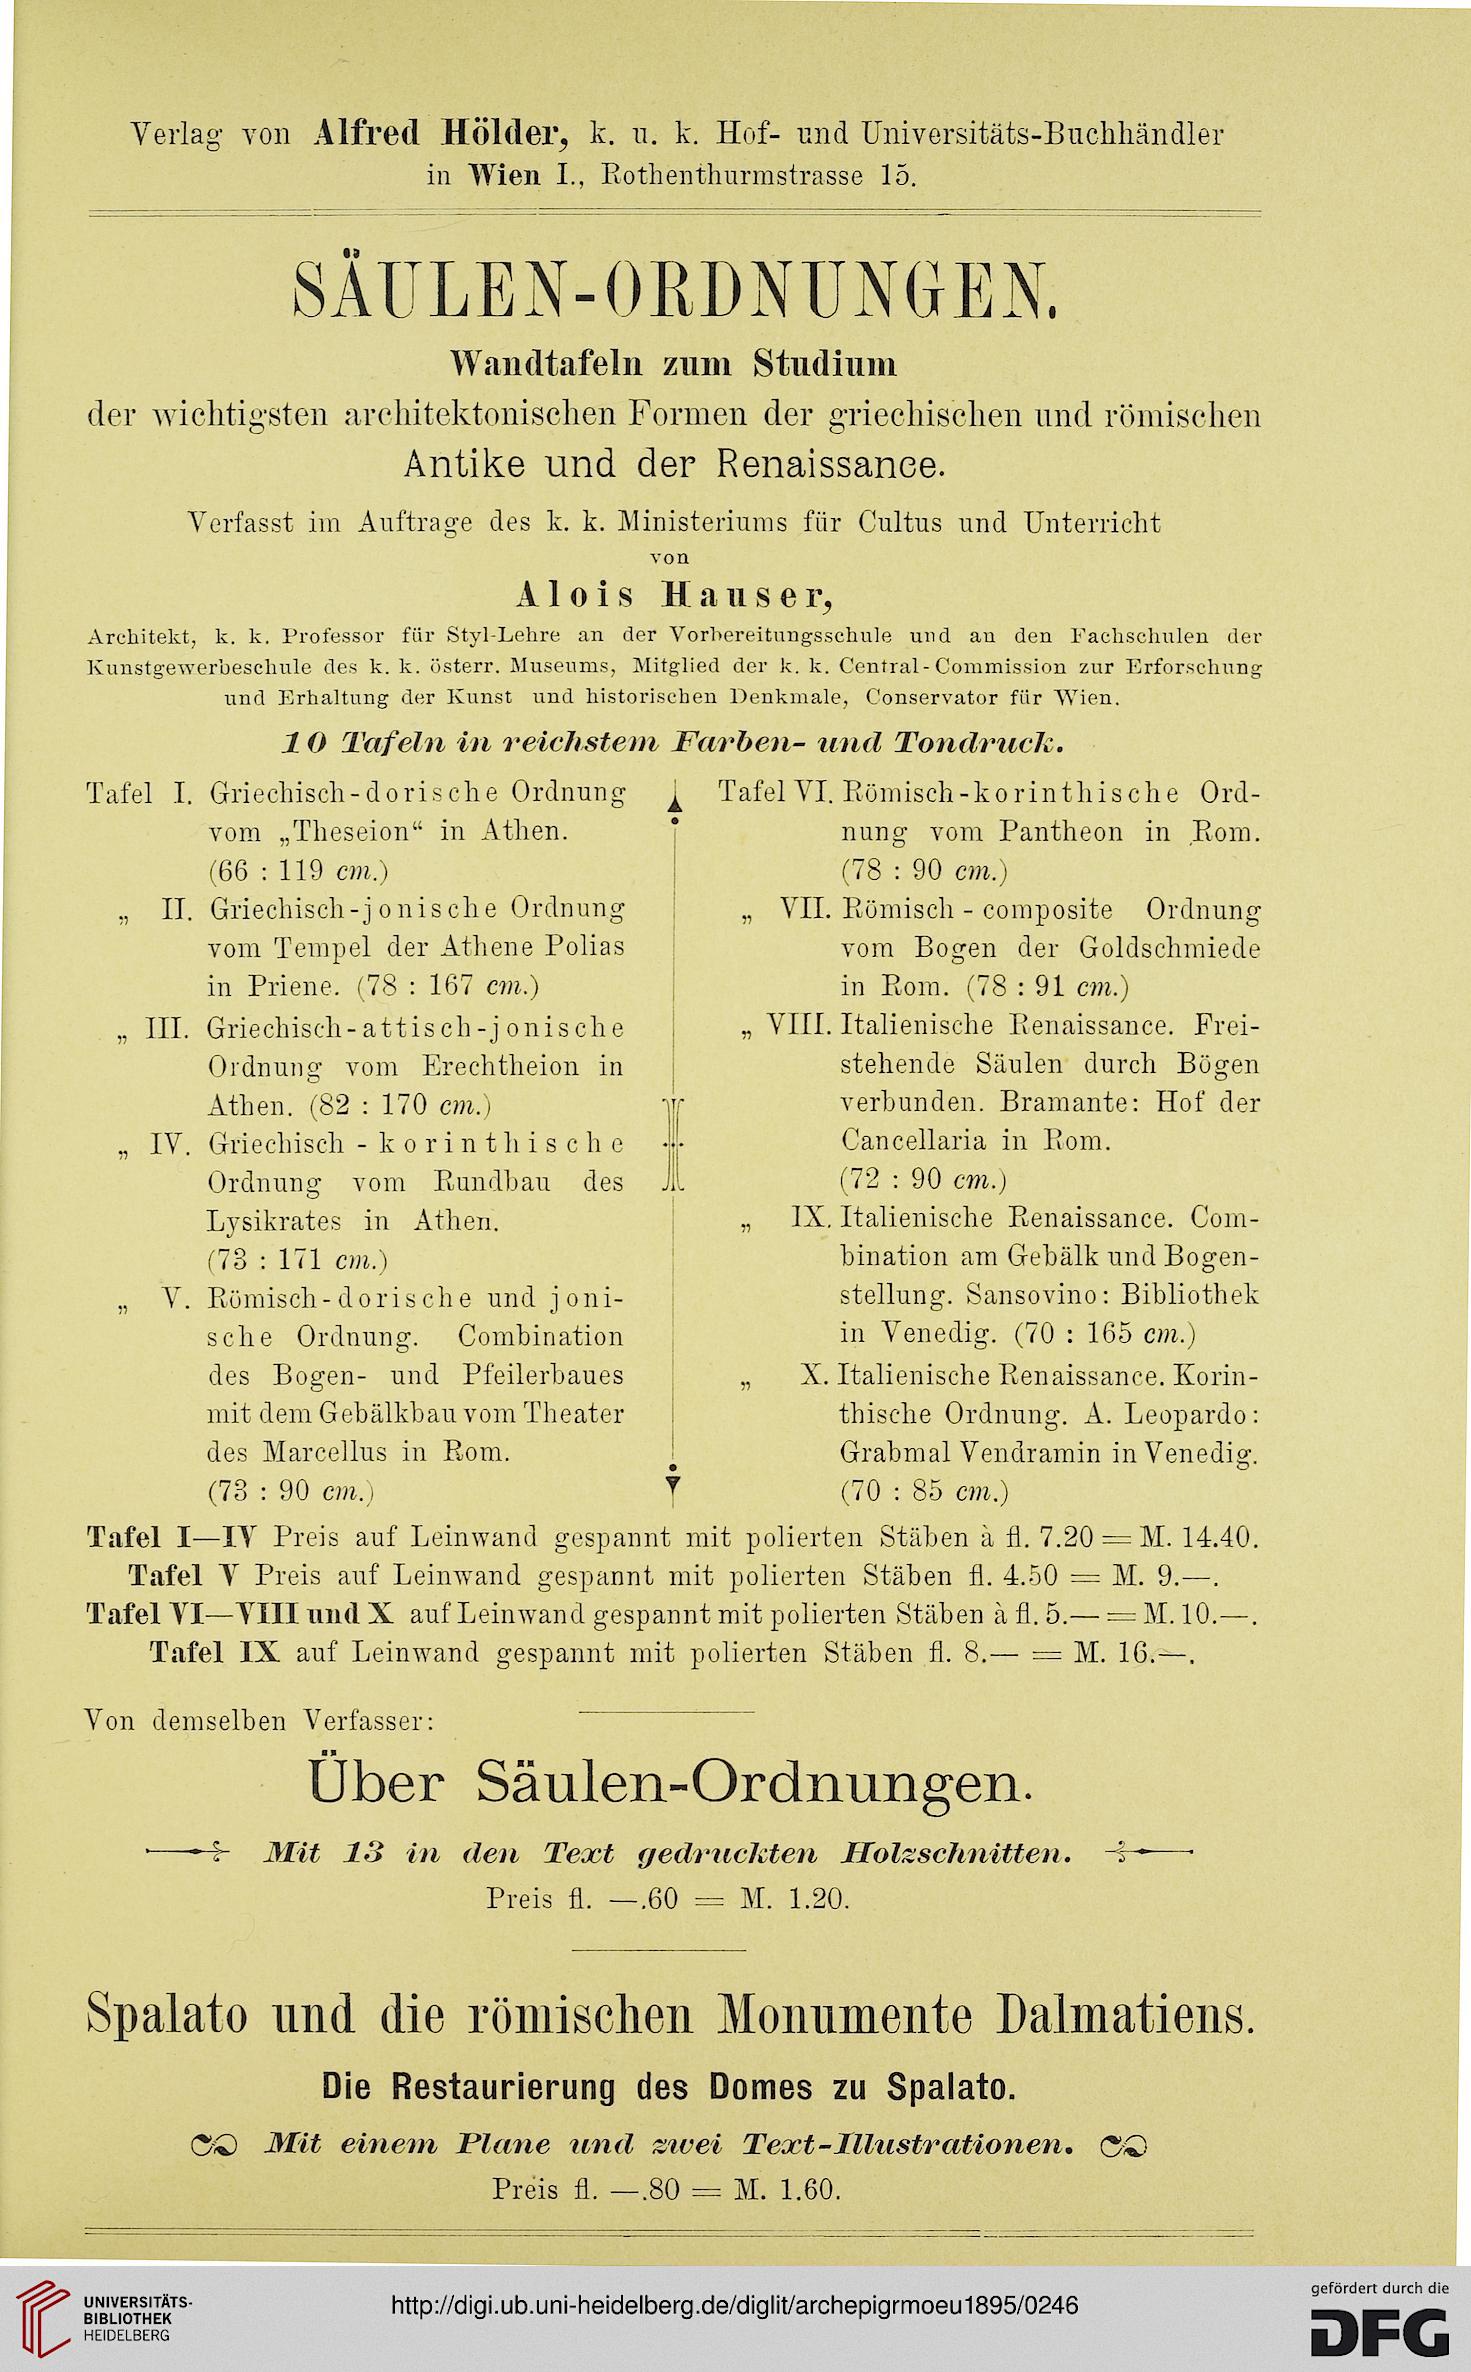 Verlag von Alfred Hölder, k. u. k. Hof- und Universitäts-Buchhändler
in Wien I., Rothenthurmstrasse 15.
SÄULEN-ORDNUNGEN.
Wandtafeln zum Studium
der wichtigsten architektonischen Formen der griechischen und römischen
Antike und der Renaissance.
Verfasst im Auftrage des k. k. Ministeriums für Cultus und Unterricht
von
Alois Hauser,
Architekt, k. k. Professor für Styl-Lehre an der Vorbereitungsschule und an den Fachschulen der
Kunstgewerbeschule des k. k. österr. Museums, Mitglied der k. k. Central-Commission zur Erforschung
und Erhaltung der Kunst und historischen Denkmale, Conservator für Wien.
10 Tafeln in reichstem Farben- und Tondruck.
Tafel I. Griechisch-dorische Ordnung
vom „Theseion“ in Athen.
(66 : 119 cm.)
„ II. Griechisch-jonische Ordnung
vom Tempel der Athene Polias
in Priene. (78 : 167 cm.)
„ III. Griechisch-attisch-jonische
Ordnung vom Erechtheion in
Athen. (82 : 170 cm.)
„ IV. Griechisch - korinthische
Ordnung vom Rundbau des
Lysikrates in Athen.
(73 : 171 cm.)
„ V. Römisch-dorische und joni-
sche Ordnung. Combination
des Bogen- und Pfeilerbaues
mit dem Gebälkbau vom Theater
des Marcellus in Rom.
(73 : 90 cm.)
Tafel VI. Römisch-korinthische Ord-
nung vom Pantheon in Rom.
(78 : 90 cm.)
„ VII. Römisch - composite Ordnung
vom Bogen der Goldschmiede
in Rom. (78 : 91 cm.)
„ VIII. Italienische Renaissance. Frei-
stehende Säulen durch Bögen
verbunden. Bramante: Hof der
Cancellaria in Rom.
(72 : 90 cm.)
„ IX. Italienische Renaissance. Com-
bination am Gebälk und Bogen-
stellung. Sansovino: Bibliothek
in Venedig. (70 : 165 cm.)
„ X. Italienische Renaissance. Korin-
thische Ordnung. A. Leopardo:
Grabmal Vendramin in Venedig.
(70 : 85 cm.)
Tafel I—IV Preis auf Leinwand gespannt mit polierten Stäben à fl. 7.20 = M. 14.40.
Tafel V Preis auf Leinwand gespannt mit polierten Stäben fl. 4.50 = M. 9.—.
Tafel VI—VIII und X auf Leinwand gespannt mit polierten Stäben à fl. 5.— = M. 10.—.
Tafel IX auf Leinwand gespannt mit polierten Stäben fl. 8.— = M. 16.—.
Von demselben Verfasser:
Über Säulen-Ordnungen.
Mit 13 in den Text gedruckten Holzschnitten.
Preis fl. —.60 = M. 1.20.
Spalato und die römischen Monumente Dalmatiens.
Die Restaurierung des Domes zu Spalato.
Mit einem Plane und zwei Text-Illustrationen.
Preis fl. —.80 = M. 1.60.
UNIVERSITÄTS-
BIBLIOTHEK
HEIDELBERG
http://digi.ub.uni-heidelberg.de/diglit/archepigrmoeu1895/0246
gefördert durch die
DFG